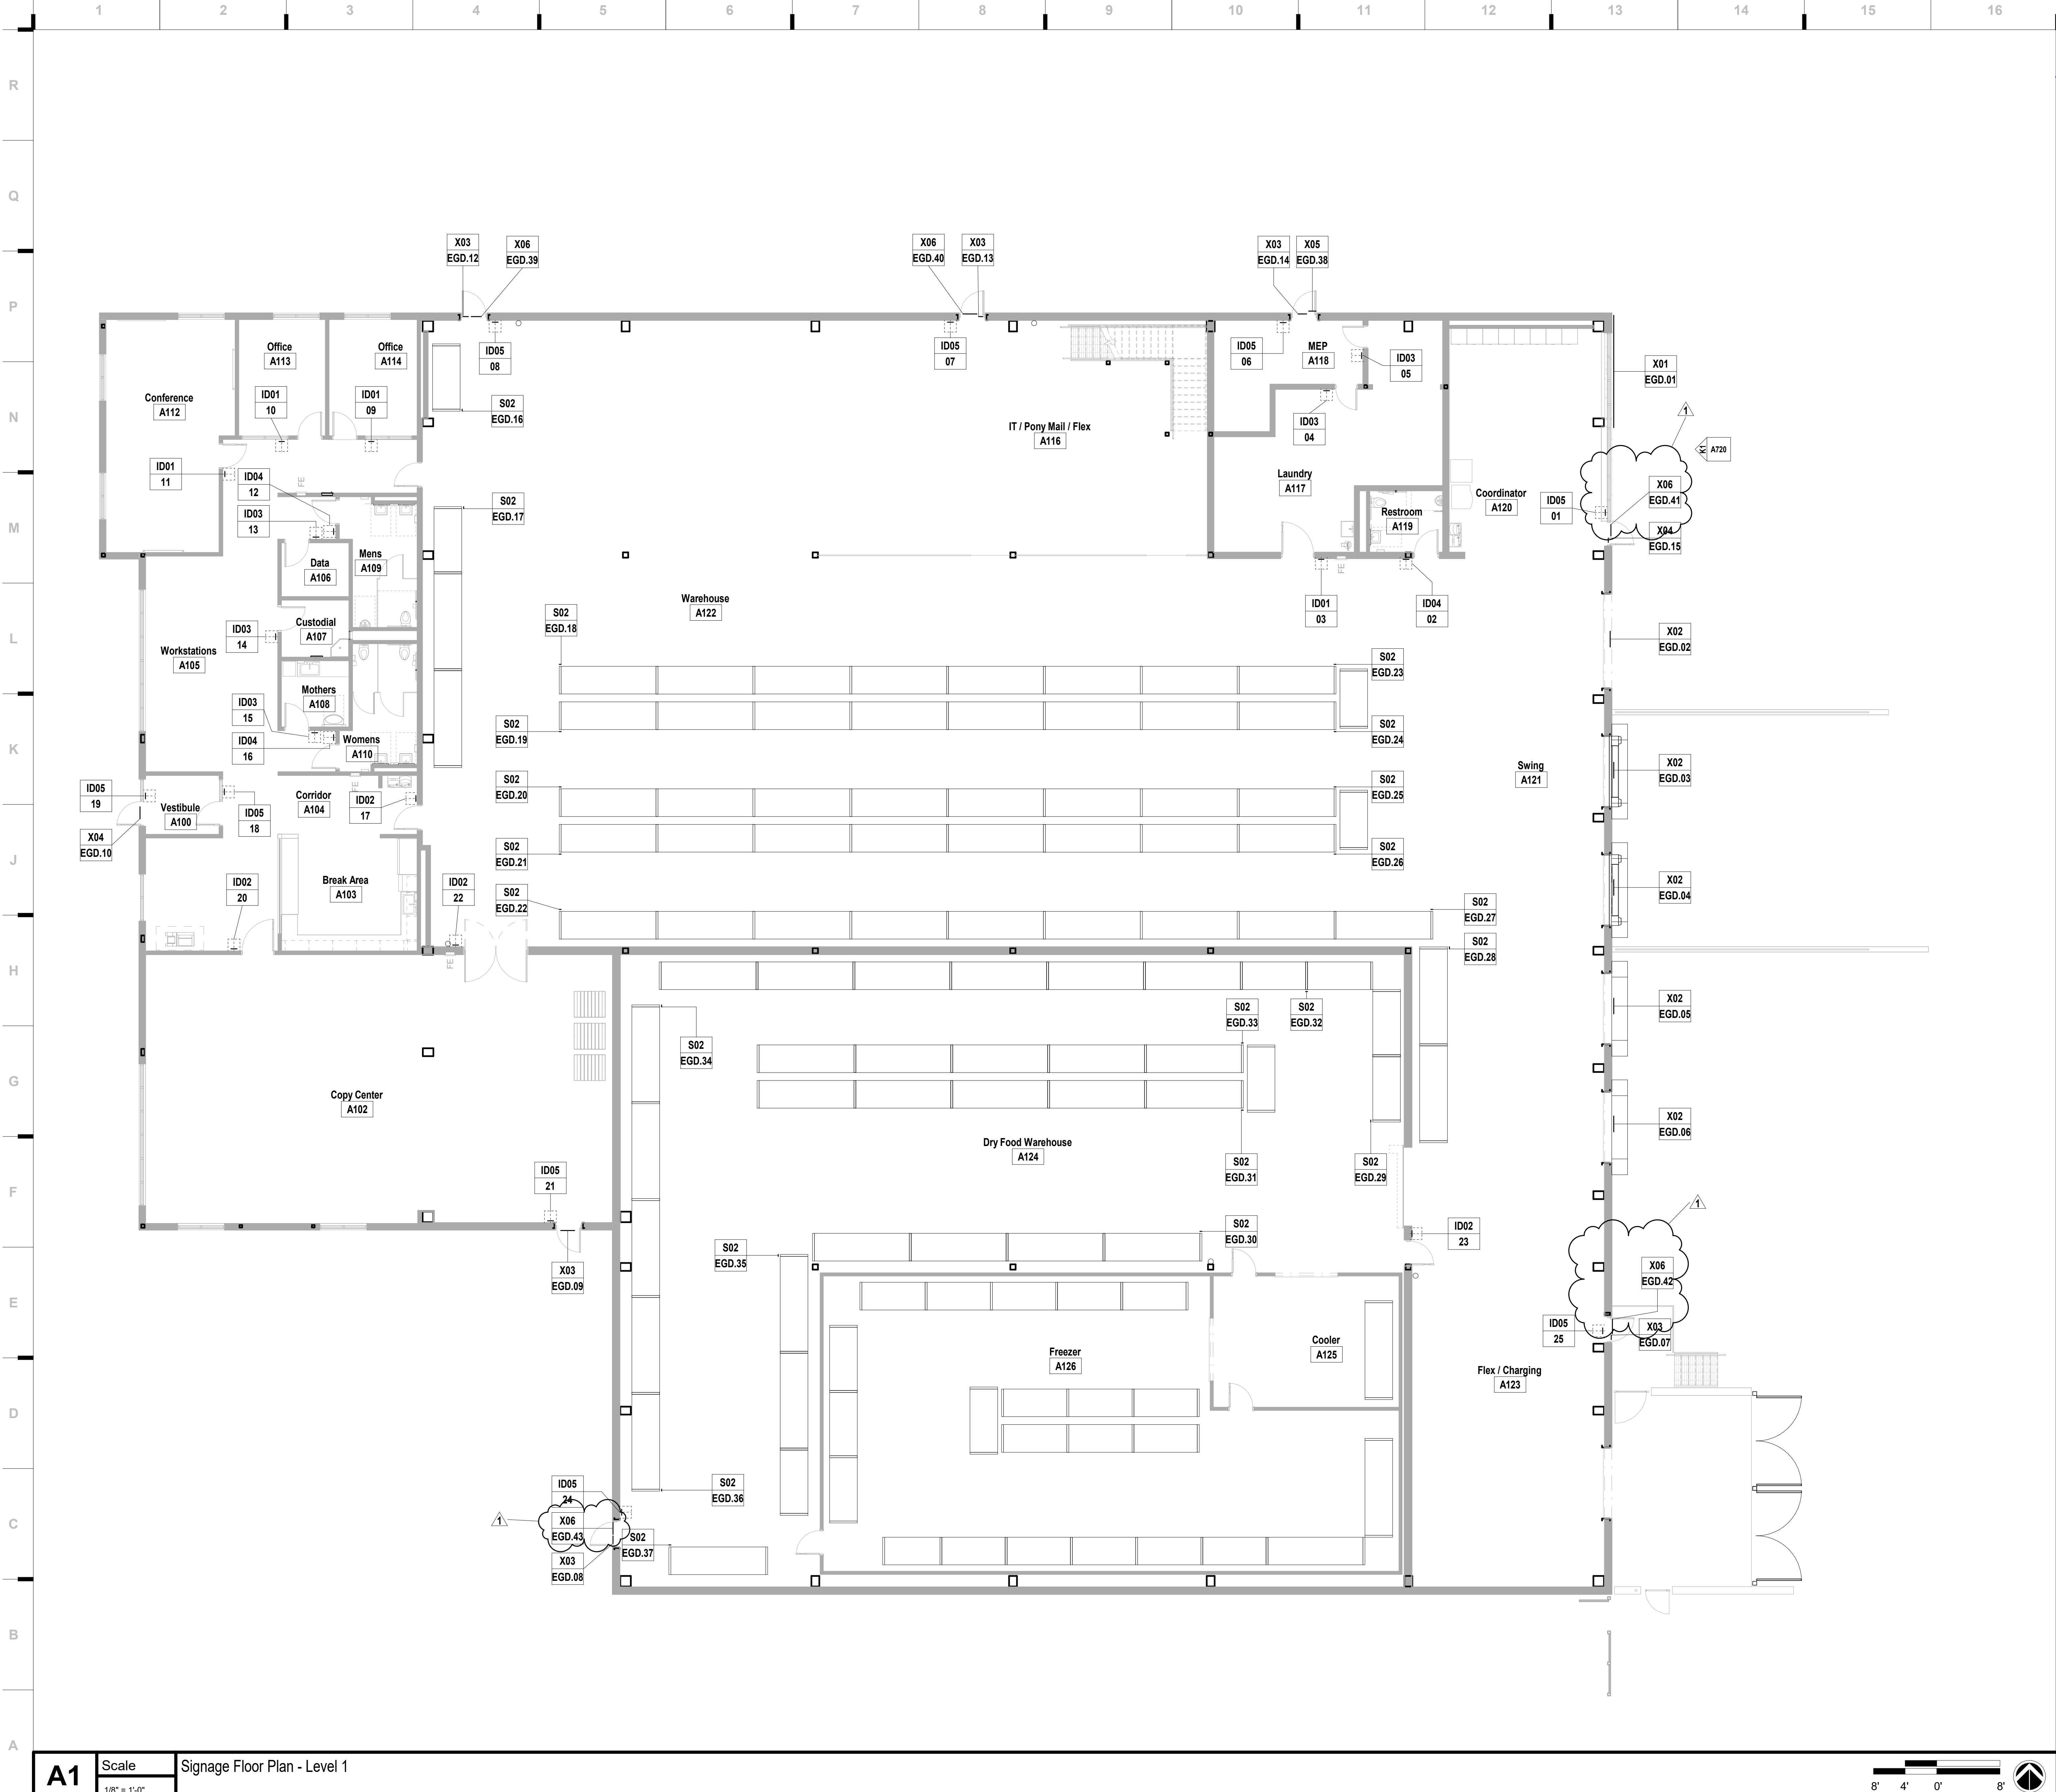 1 2 3 4 5 6 7 8 9 10 11 12 13 14 15 16
R
Q
P
N
M
L
K
J
H
G
F
E
D
C
B
A
X03
EGD.12
X06
EGD.39
X06
EGD.40
X03
EGD.13
X03
EGD.14
X05
EGD.38
Office
A113
Office
A114
ID05
08
ID05
07
ID05
06
MEP
A118
ID03
05
X01
EGD.01
Conference
A112
ID01
10
ID01
09
S02
EGD.16
IT / Pony Mail / Flex
A116
ID03
04
1
K1
A720
ID01
11
ID04
12
FE
ID03
13
S02
EGD.17
Laundry
A117
Restroom
A119
Coordinator
A120
ID05
01
X06
EGD.41
X04
EGD.15
Mens
A109
Data
A106
FE
Warehouse
A122
S02
EGD.18
ID01
03
ID04
02
Custodial
A107
ID03
14
Workstations
A105
X02
EGD.02
S02
EGD.23
Mothers
A108
ID03
15
ID04
16
Womens
A110
S02
EGD.19
S02
EGD.24
Swing
A121
X02
EGD.03
ID05
19
Vestibule
A100
ID05
18
Corridor
A104
FE
ID02
17
S02
EGD.20
S02
EGD.25
X04
EGD.10
S02
EGD.21
S02
EGD.26
Break Area
A103
ID02
20
ID02
22
S02
EGD.22
S02
EGD.27
X02
EGD.04
FE
S02
EGD.28
S02
EGD.33
S02
EGD.32
X02
EGD.05
S02
EGD.34
Copy Center
A102
X02
EGD.06
Dry Food Warehouse
A124
S02
EGD.31
S02
EGD.29
ID05
21
1
S02
EGD.30
ID02
23
S02
EGD.35
X03
EGD.09
X06
EGD.42
ID05
25
X03
EGD.07
Cooler
A125
Freezer
A126
Flex / Charging
A123
ID05
24
S02
EGD.36
1
X06
EGD.43
S02
EGD.37
X03
EGD.08
A1
Scale
1/8" = 1'-0"
Signage Floor Plan - Level 1
8' 4' 0' 8'